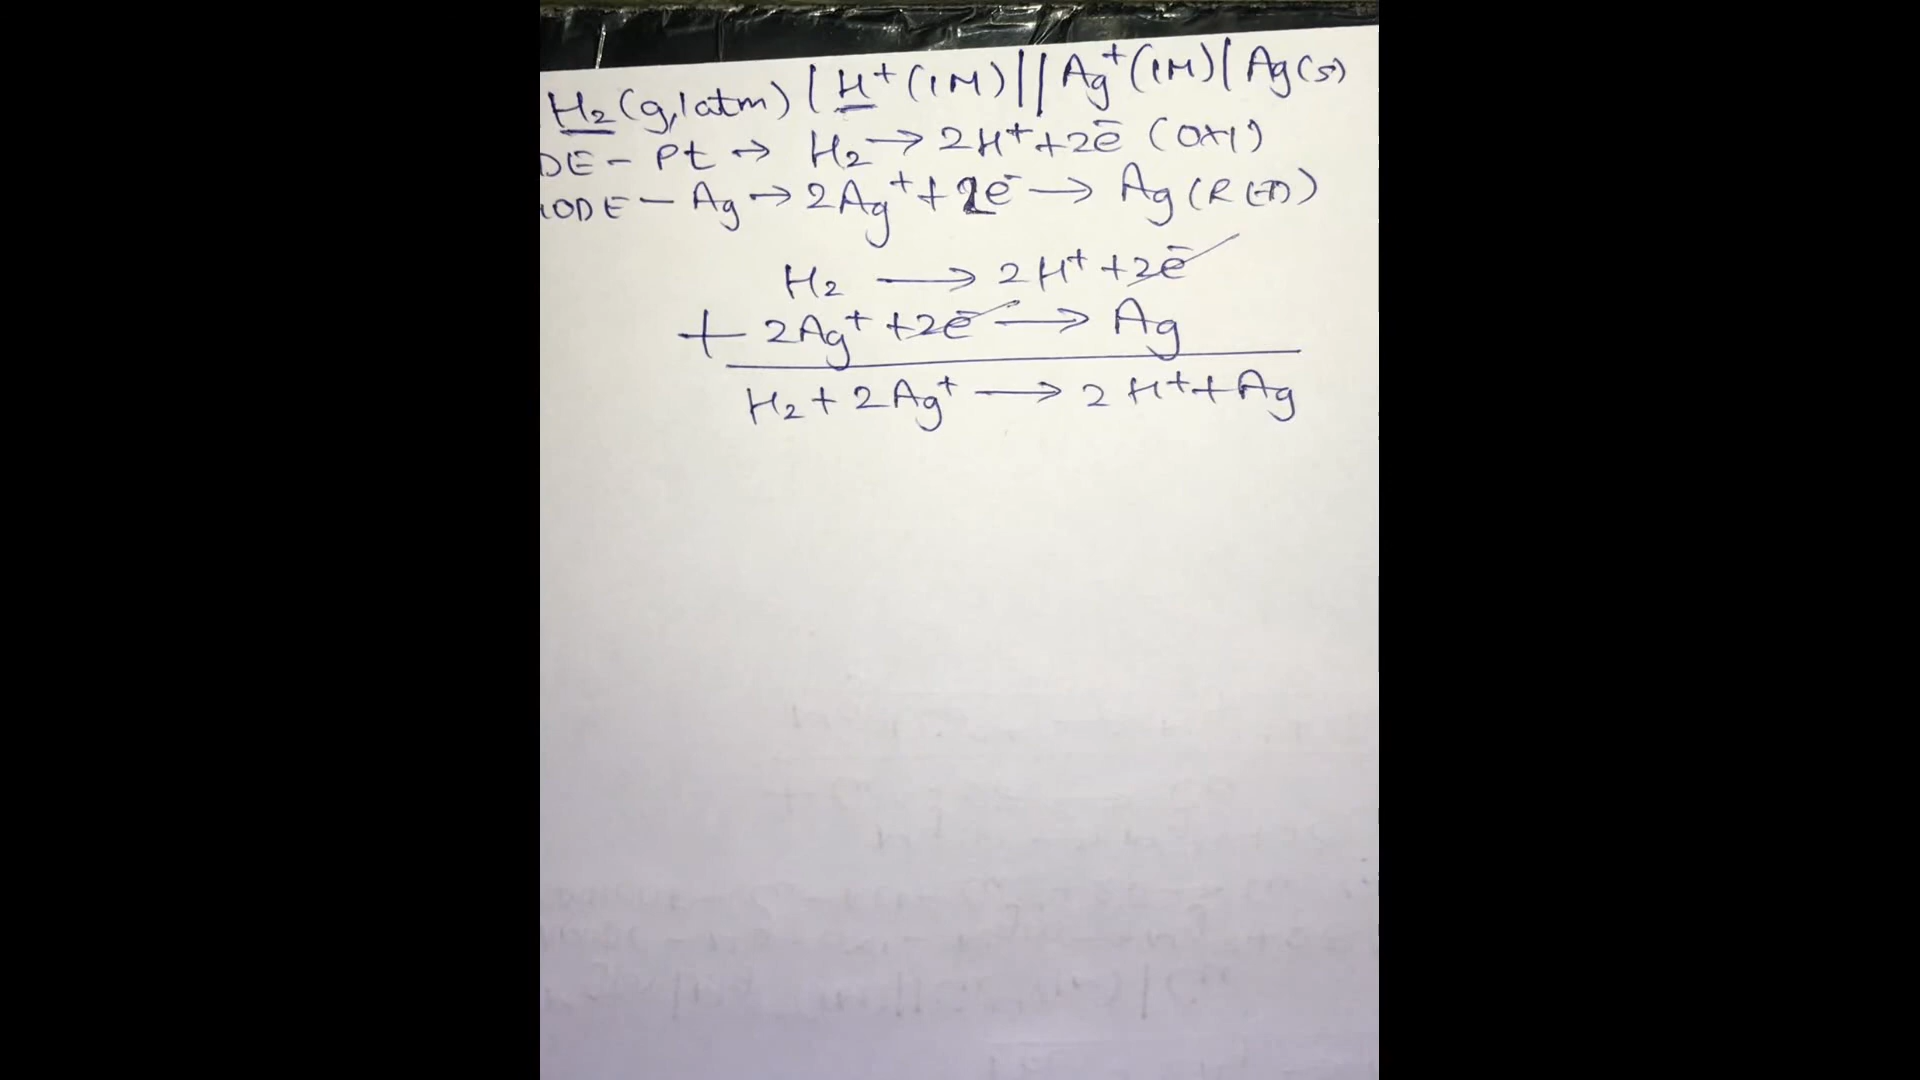 H₂(g,1atm) | H⁺(1M) || Ag⁺(1M) | Ag(s)
DE - Pt → H₂ → 2H⁺ + 2e⁻ (OXI)
ODE - Ag → 2Ag⁺ + 2e⁻ → Ag (RED)
H₂ → 2H⁺ + 2e⁻
+ 2Ag⁺ + 2e⁻ → Ag
H₂ + 2Ag⁺ → 2H⁺ + Ag